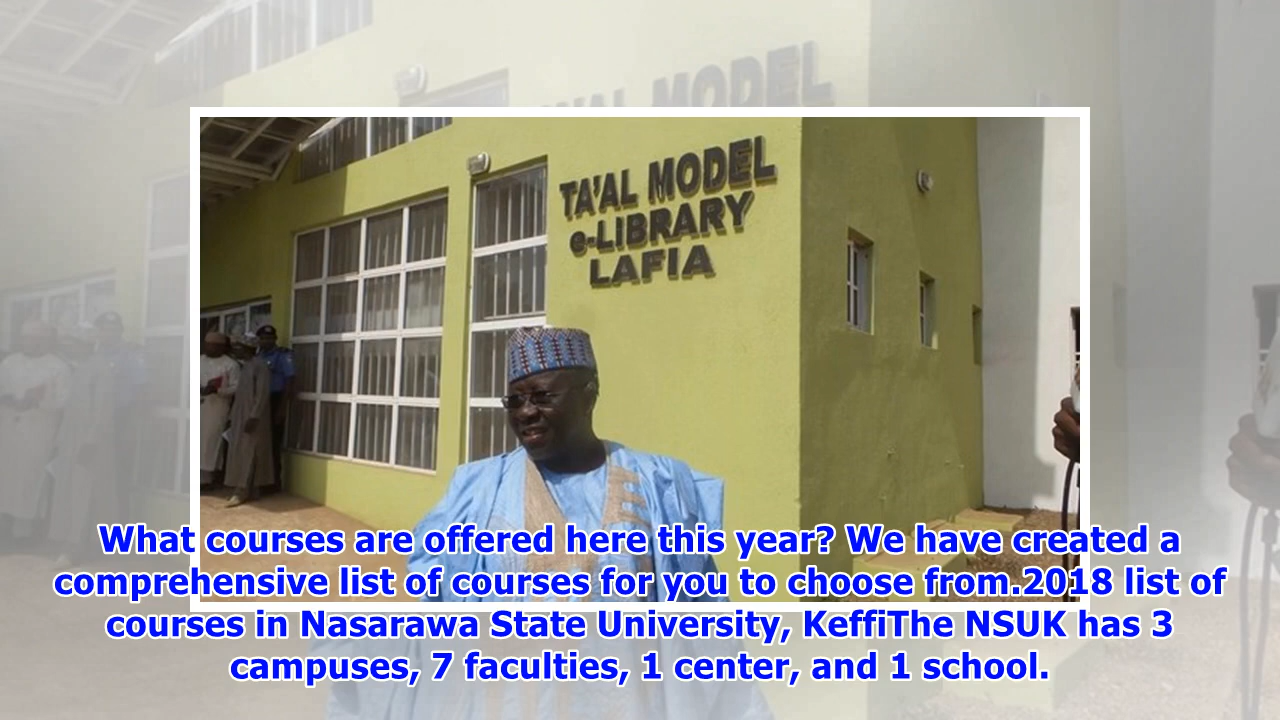 TA'AL MODEL
e-LIBRARY
LAFIA
What courses are offered here this year? We have created a
comprehensive list of courses for you to choose from.2018 list of
courses in Nasarawa State University, KeffiThe NSUK has 3
campuses, 7 faculties, 1 center, and 1 school.